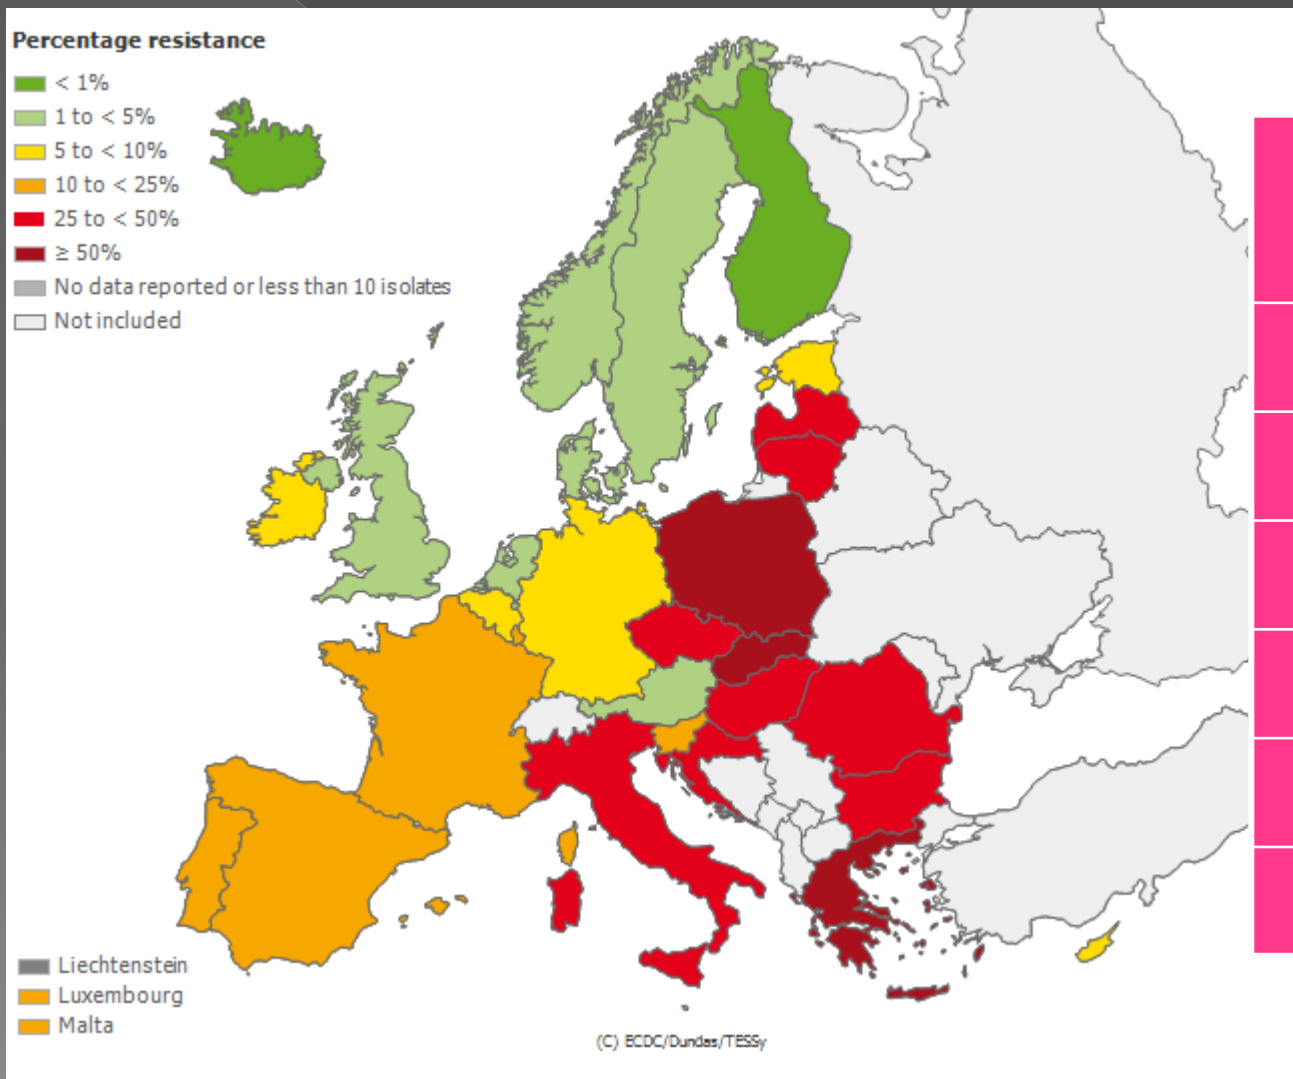 Percentage resistance
< 1%
1 to < 5%
5 to < 10%
10 to < 25%
25 to < 50%
≥ 50%
No data reported or less than 10 isolates
Not included
Liechtenstein
Luxembourg
Malta
(C) ECDC/Dundas/TESSy